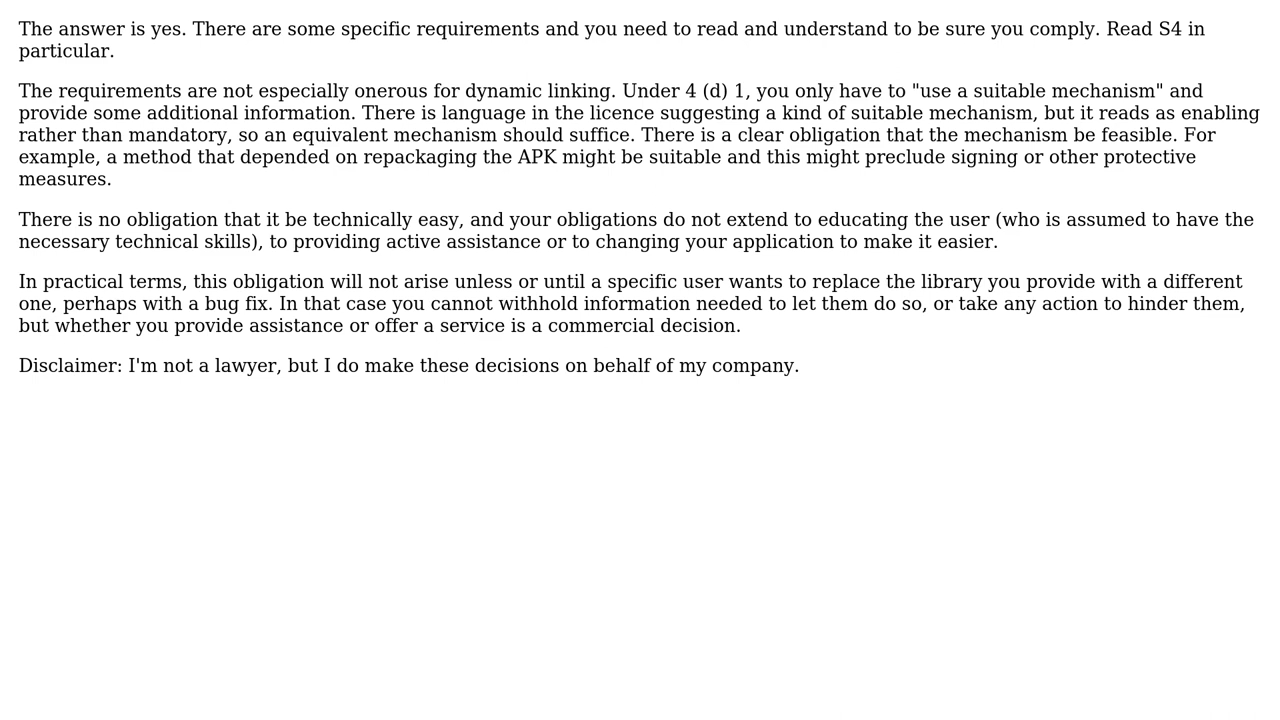 The answer is yes. There are some specific requirements and you need to read and understand to be sure you comply. Read S4 in
particular.
The requirements are not especially onerous for dynamic linking. Under 4 (d) 1, you only have to "use a suitable mechanism" and
provide some additional information. There is language in the licence suggesting a kind of suitable mechanism, but it reads as enabling
rather than mandatory, so an equivalent mechanism should suffice. There is a clear obligation that the mechanism be feasible. For
example, a method that depended on repackaging the APK might be suitable and this might preclude signing or other protective
measures.
There is no obligation that it be technically easy, and your obligations do not extend to educating the user (who is assumed to have the
necessary technical skills), to providing active assistance or to changing your application to make it easier.
In practical terms, this obligation will not arise unless or until a specific user wants to replace the library you provide with a different
one, perhaps with a bug fix. In that case you cannot withhold information needed to let them do so, or take any action to hinder them,
but whether you provide assistance or offer a service is a commercial decision.
Disclaimer: I'm not a lawyer, but I do make these decisions on behalf of my company.